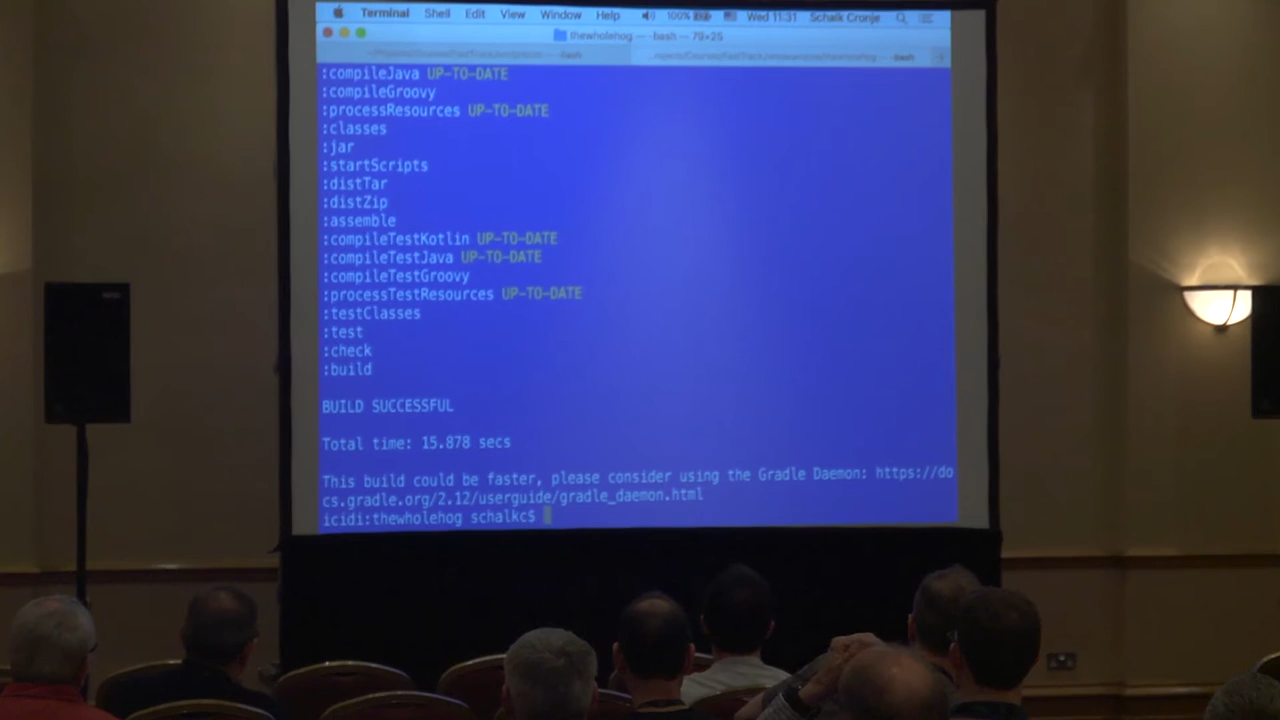 Terminal Shell Edit View Window Help 100% Wed 11:31 Schalk Cronje
thewholehog — -bash — 79×25
-bash
:compileJava UP-TO-DATE
:compileGroovy
:processResources UP-TO-DATE
:classes
:jar
:startScripts
:distTar
:distZip
:assemble
:compileTestKotlin UP-TO-DATE
:compileTestJava UP-TO-DATE
:compileTestGroovy
:processTestResources UP-TO-DATE
:testClasses
:test
:check
:build
BUILD SUCCESSFUL
Total time: 15.878 secs
This build could be faster, please consider using the Gradle Daemon: https://do
cs.gradle.org/2.12/userguide/gradle_daemon.html
icidi:thewholehog schalkc$